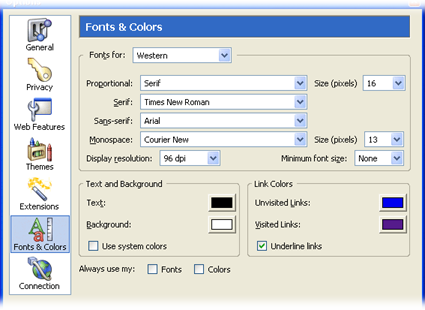 General
Privacy
Web Features
Themes
Extensions
Fonts & Colors
Connection
Fonts & Colors
Fonts for: Western
Proportional: Serif Size (pixels) 16
Serif: Times New Roman
Sans-serif: Arial
Monospace: Courier New Size (pixels) 13
Display resolution: 96 dpi Minimum font size: None
Text and Background
Text:
Background:
Use system colors
Link Colors
Unvisited Links:
Visited Links:
Underline links
Always use my: Fonts Colors